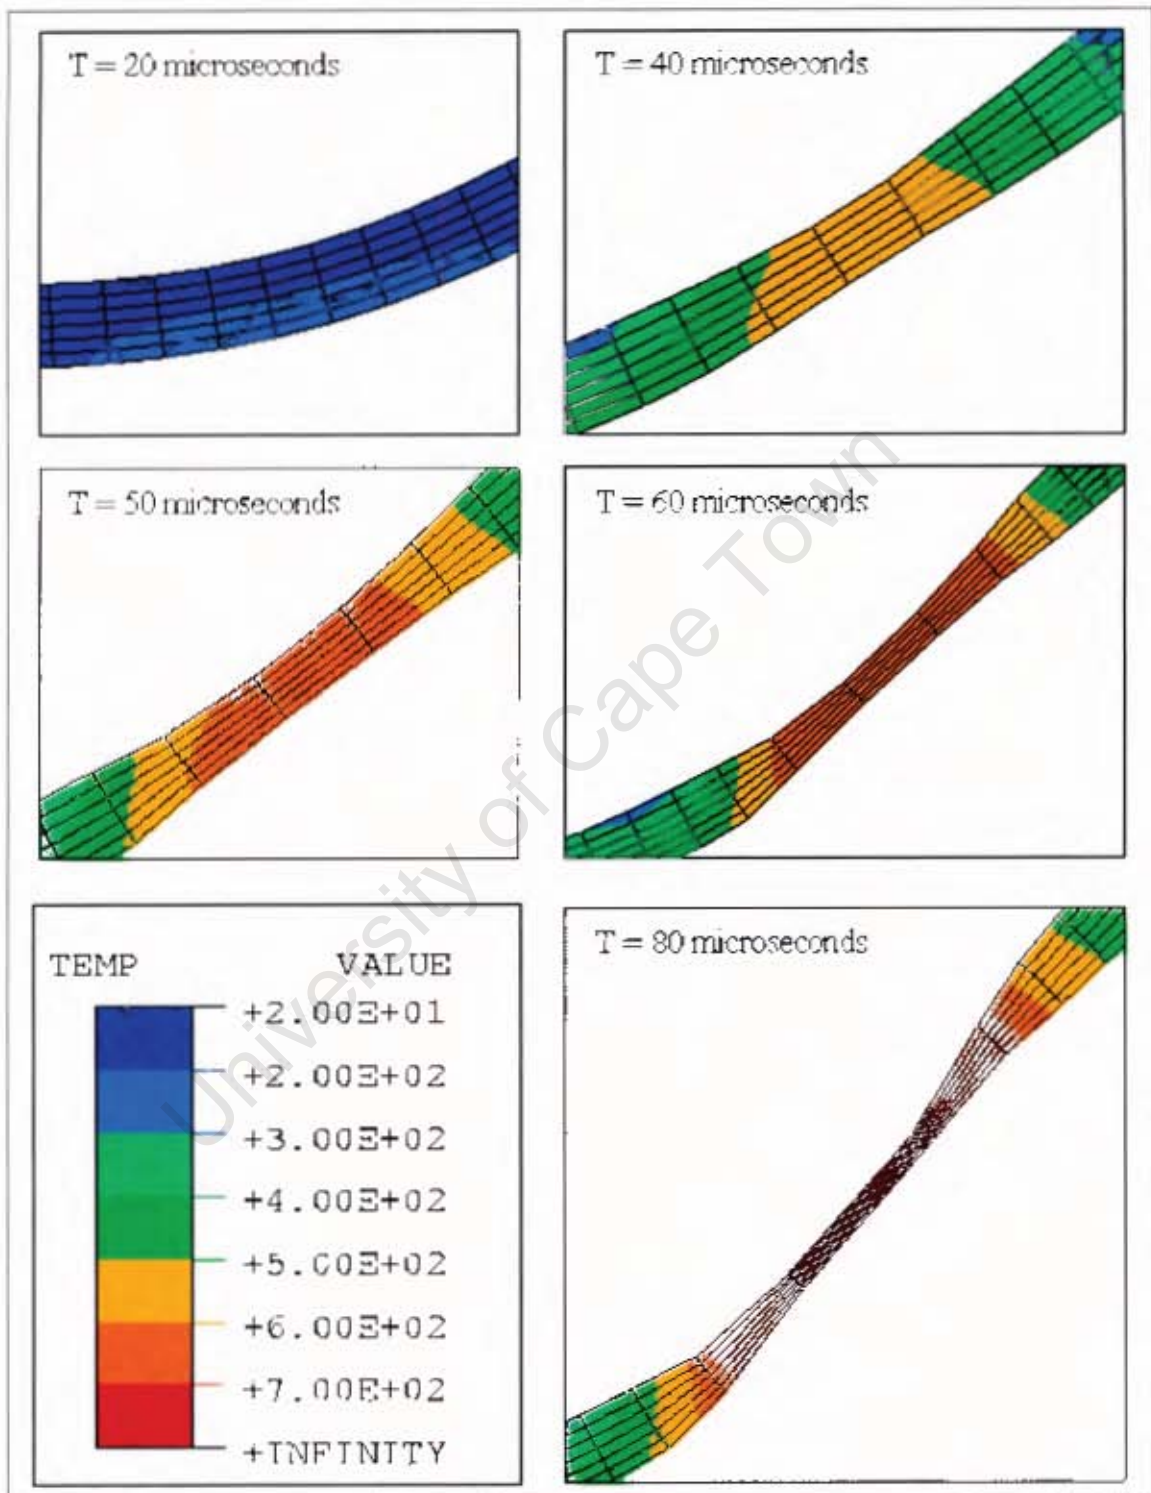 T = 20 microseconds
T = 40 microseconds
T = 50 microseconds
T = 60 microseconds
TEMP VALUE
+2.00E+01
+2.00E+02
+3.00E+02
+4.00E+02
+5.00E+02
+6.00E+02
+7.00E+02
+INFINITY
T = 80 microseconds
University of Cape Town